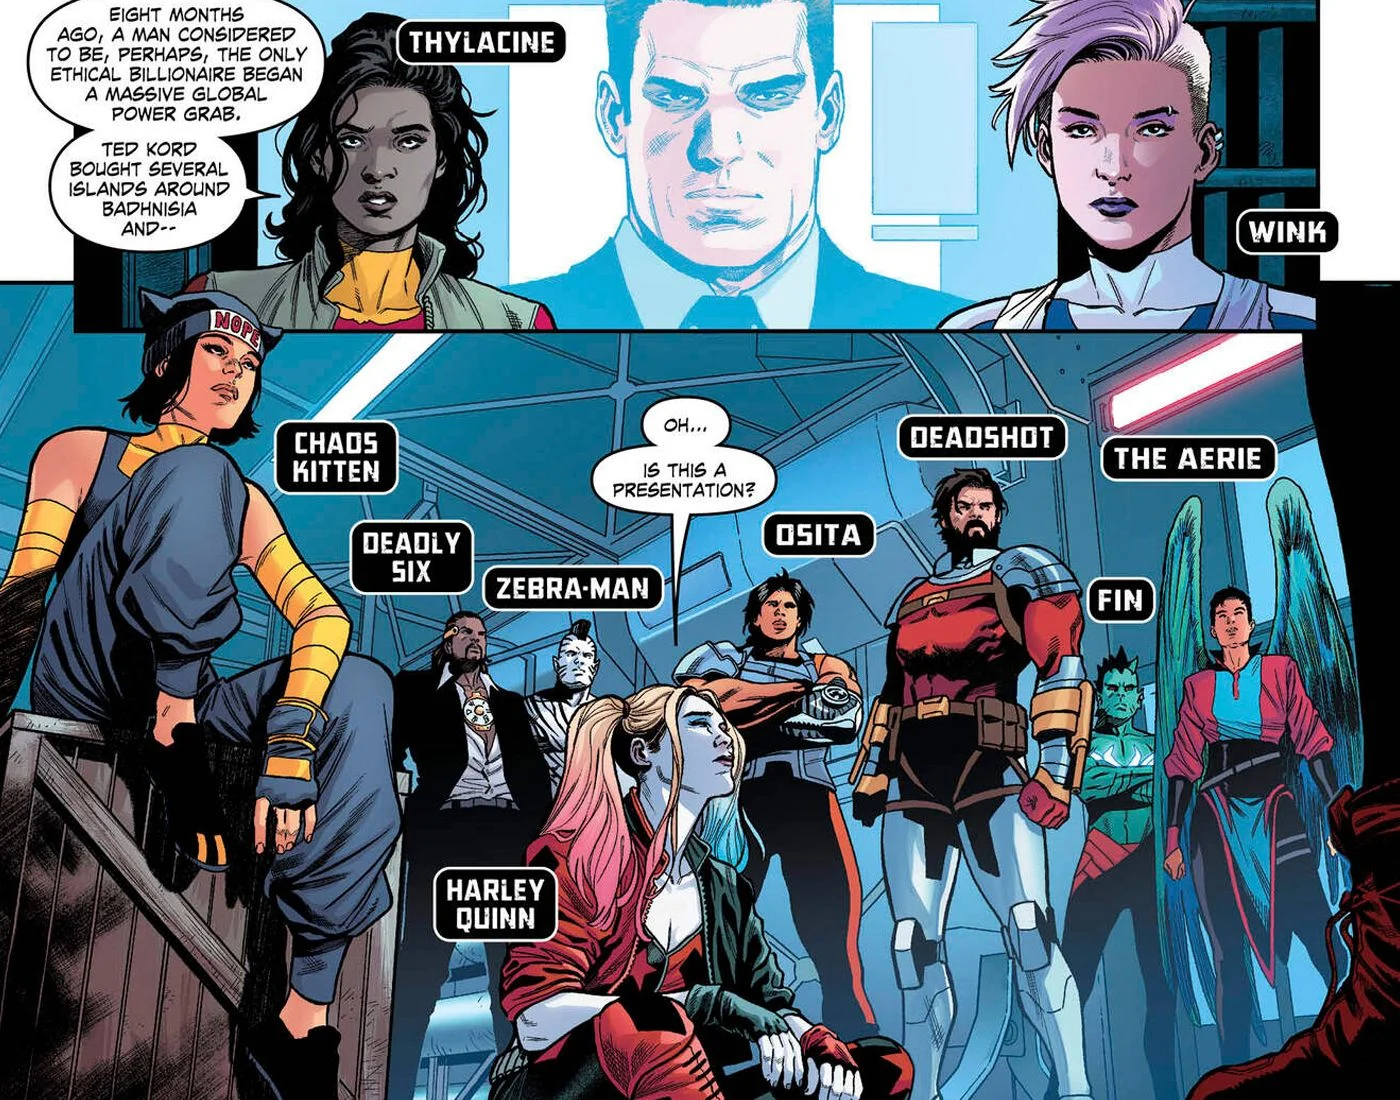 EIGHT MONTHS
AGO, A MAN CONSIDERED
TO BE, PERHAPS, THE ONLY
ETHICAL BILLIONAIRE BEGAN
A MASSIVE GLOBAL
POWER GRAB.
TED KORD
BOUGHT SEVERAL
ISLANDS AROUND
BADHNISIA
AND--
THYLACINE
WINK
NOPE
CHAOS
KITTEN
DEADLY
SIX
ZEBRA-MAN
OH...
IS THIS A
PRESENTATION?
OSITA
DEADSHOT
THE AERIE
FIN
HARLEY
QUINN